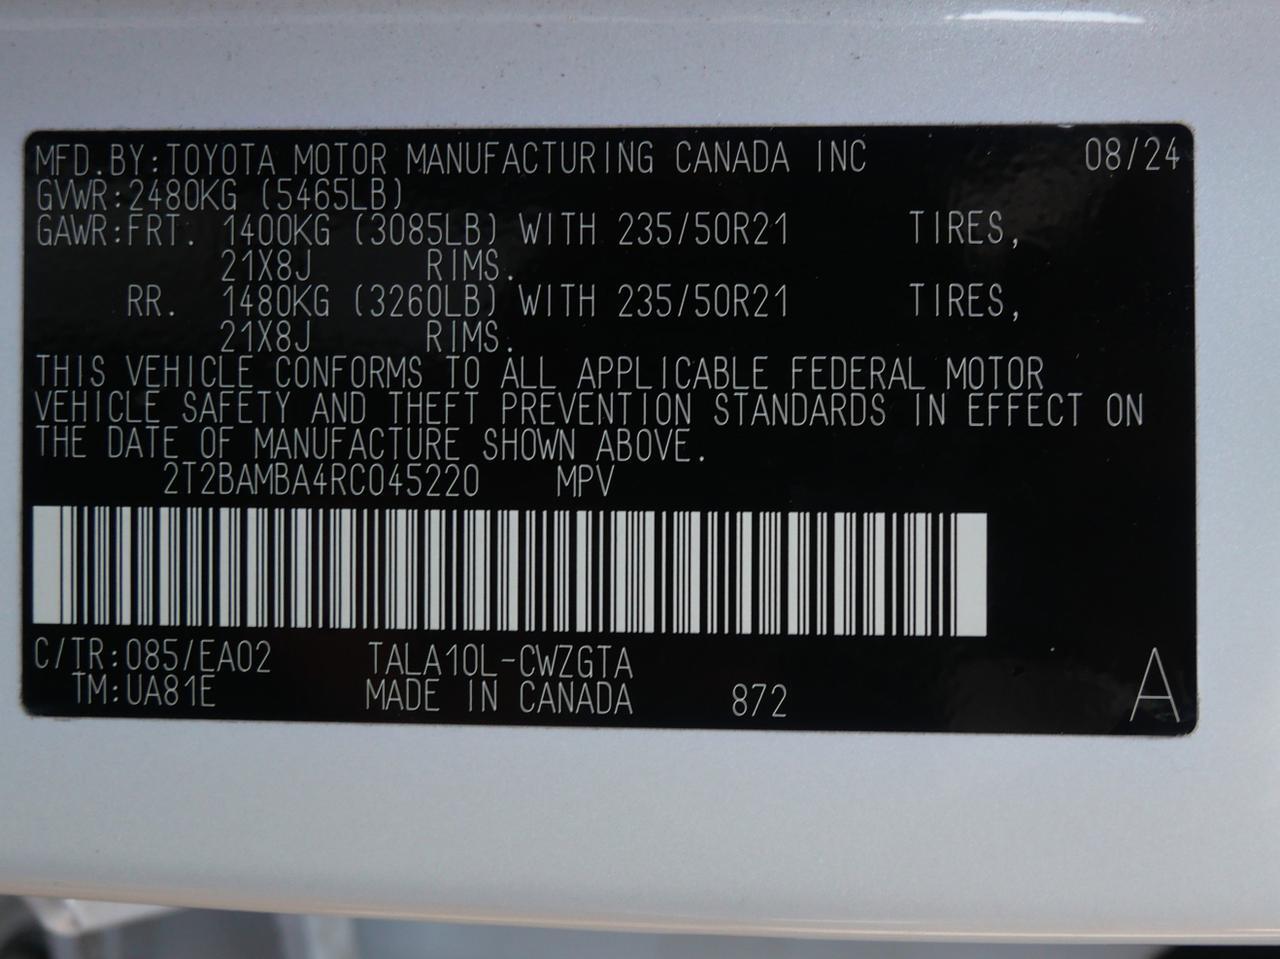 MFD.BY:TOYOTA MOTOR MANUFACTURING CANADA INC 08/24
GVWR:2480KG (5465LB)
GAWR:FRT. 1400KG (3085LB) WITH 235/50R21 TIRES,
21X8J RIMS.
RR. 1480KG (3260LB) WITH 235/50R21 TIRES,
21X8J RIMS.
THIS VEHICLE CONFORMS TO ALL APPLICABLE FEDERAL MOTOR
VEHICLE SAFETY AND THEFT PREVENTION STANDARDS IN EFFECT ON
THE DATE OF MANUFACTURE SHOWN ABOVE.
2T2BAMBA4RC045220 MPV
C/TR:085/EA02 TALA10L-CWZGTA
TM:UA81E MADE IN CANADA 872 A